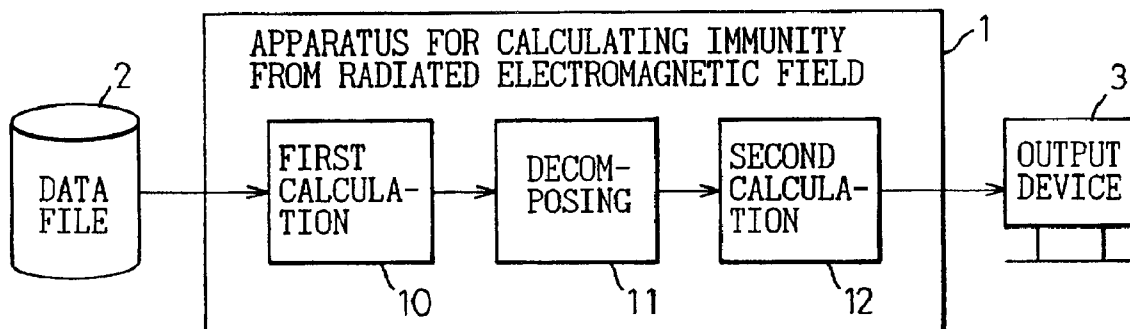 APPARATUS FOR CALCULATING IMMUNITY
FROM RADIATED ELECTROMAGNETIC FIELD
1
2
DATA
FILE
FIRST
CALCULA-
TION
10
DECOM-
POSING
11
SECOND
CALCULA-
TION
12
3
OUTPUT
DEVICE